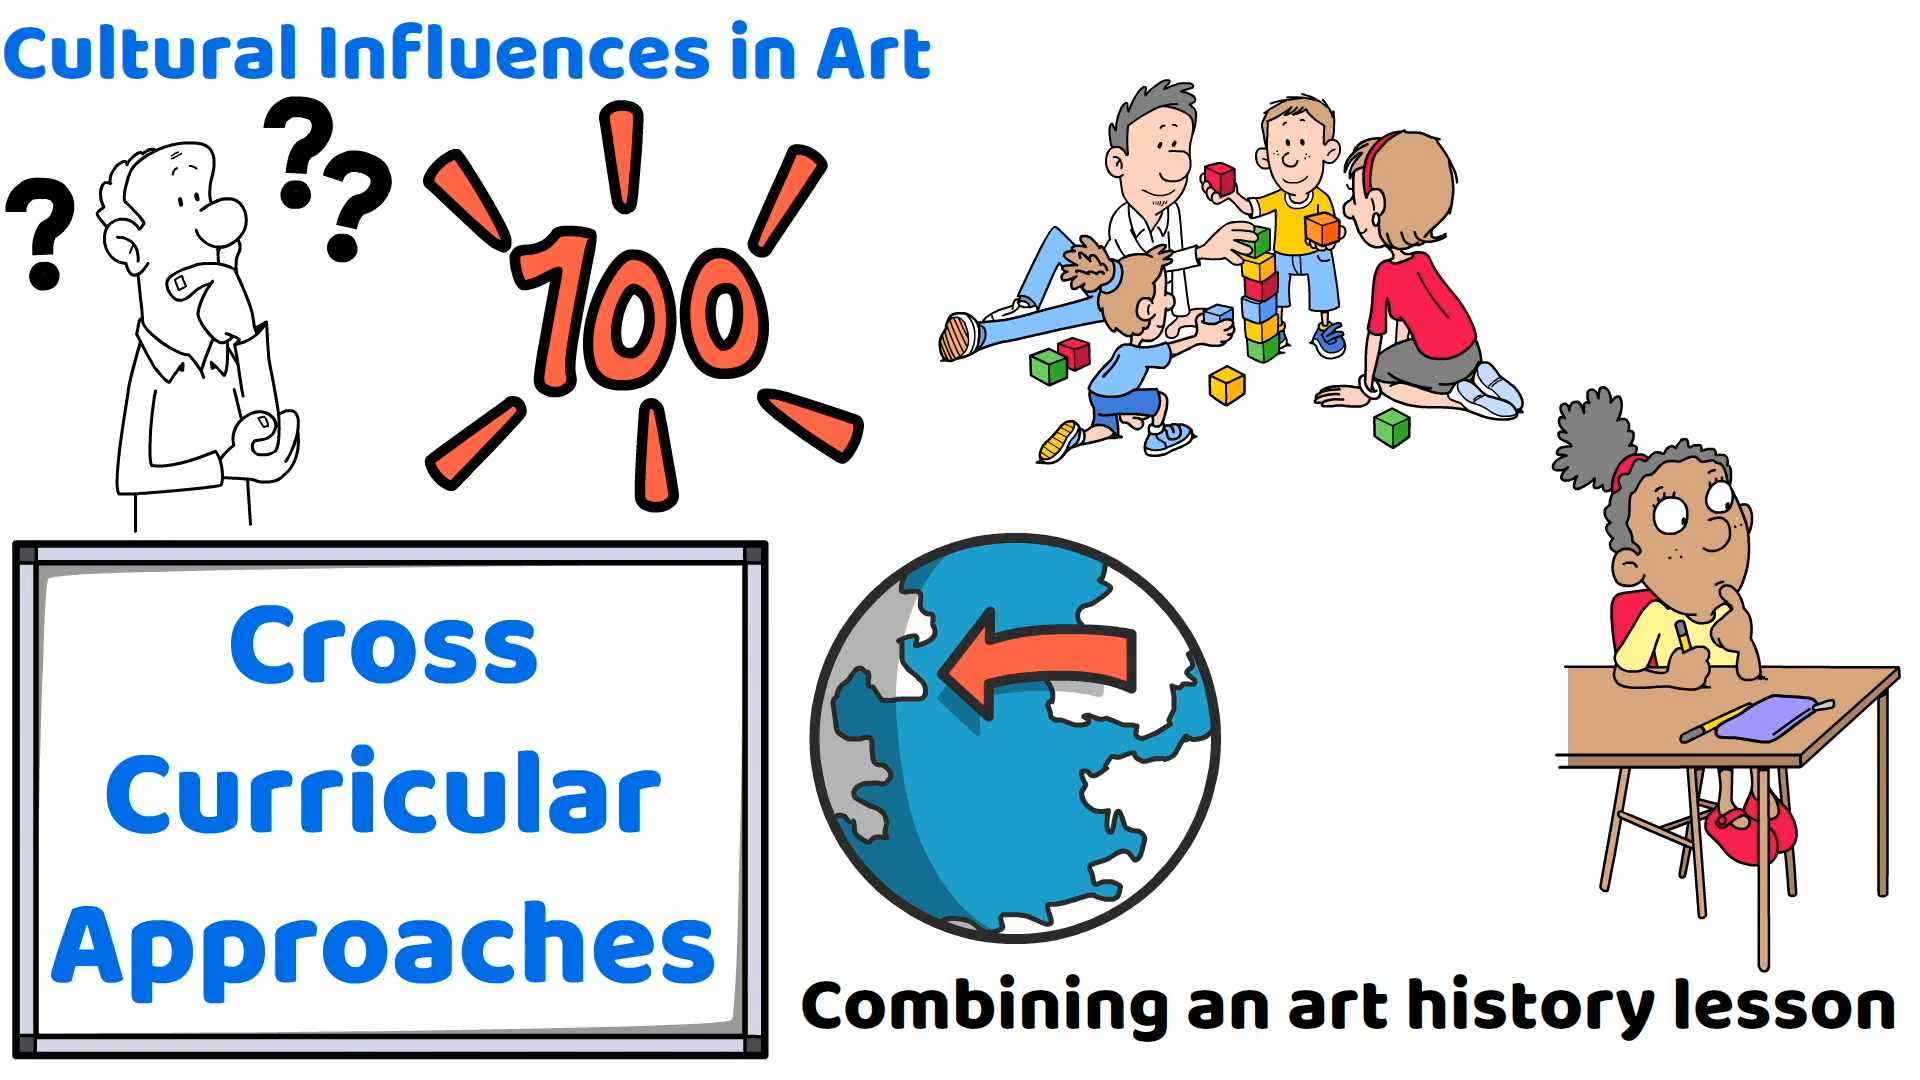 Cultural Influences in Art
? ? ?
100
Cross
Curricular
Approaches
Combining an art history lesson